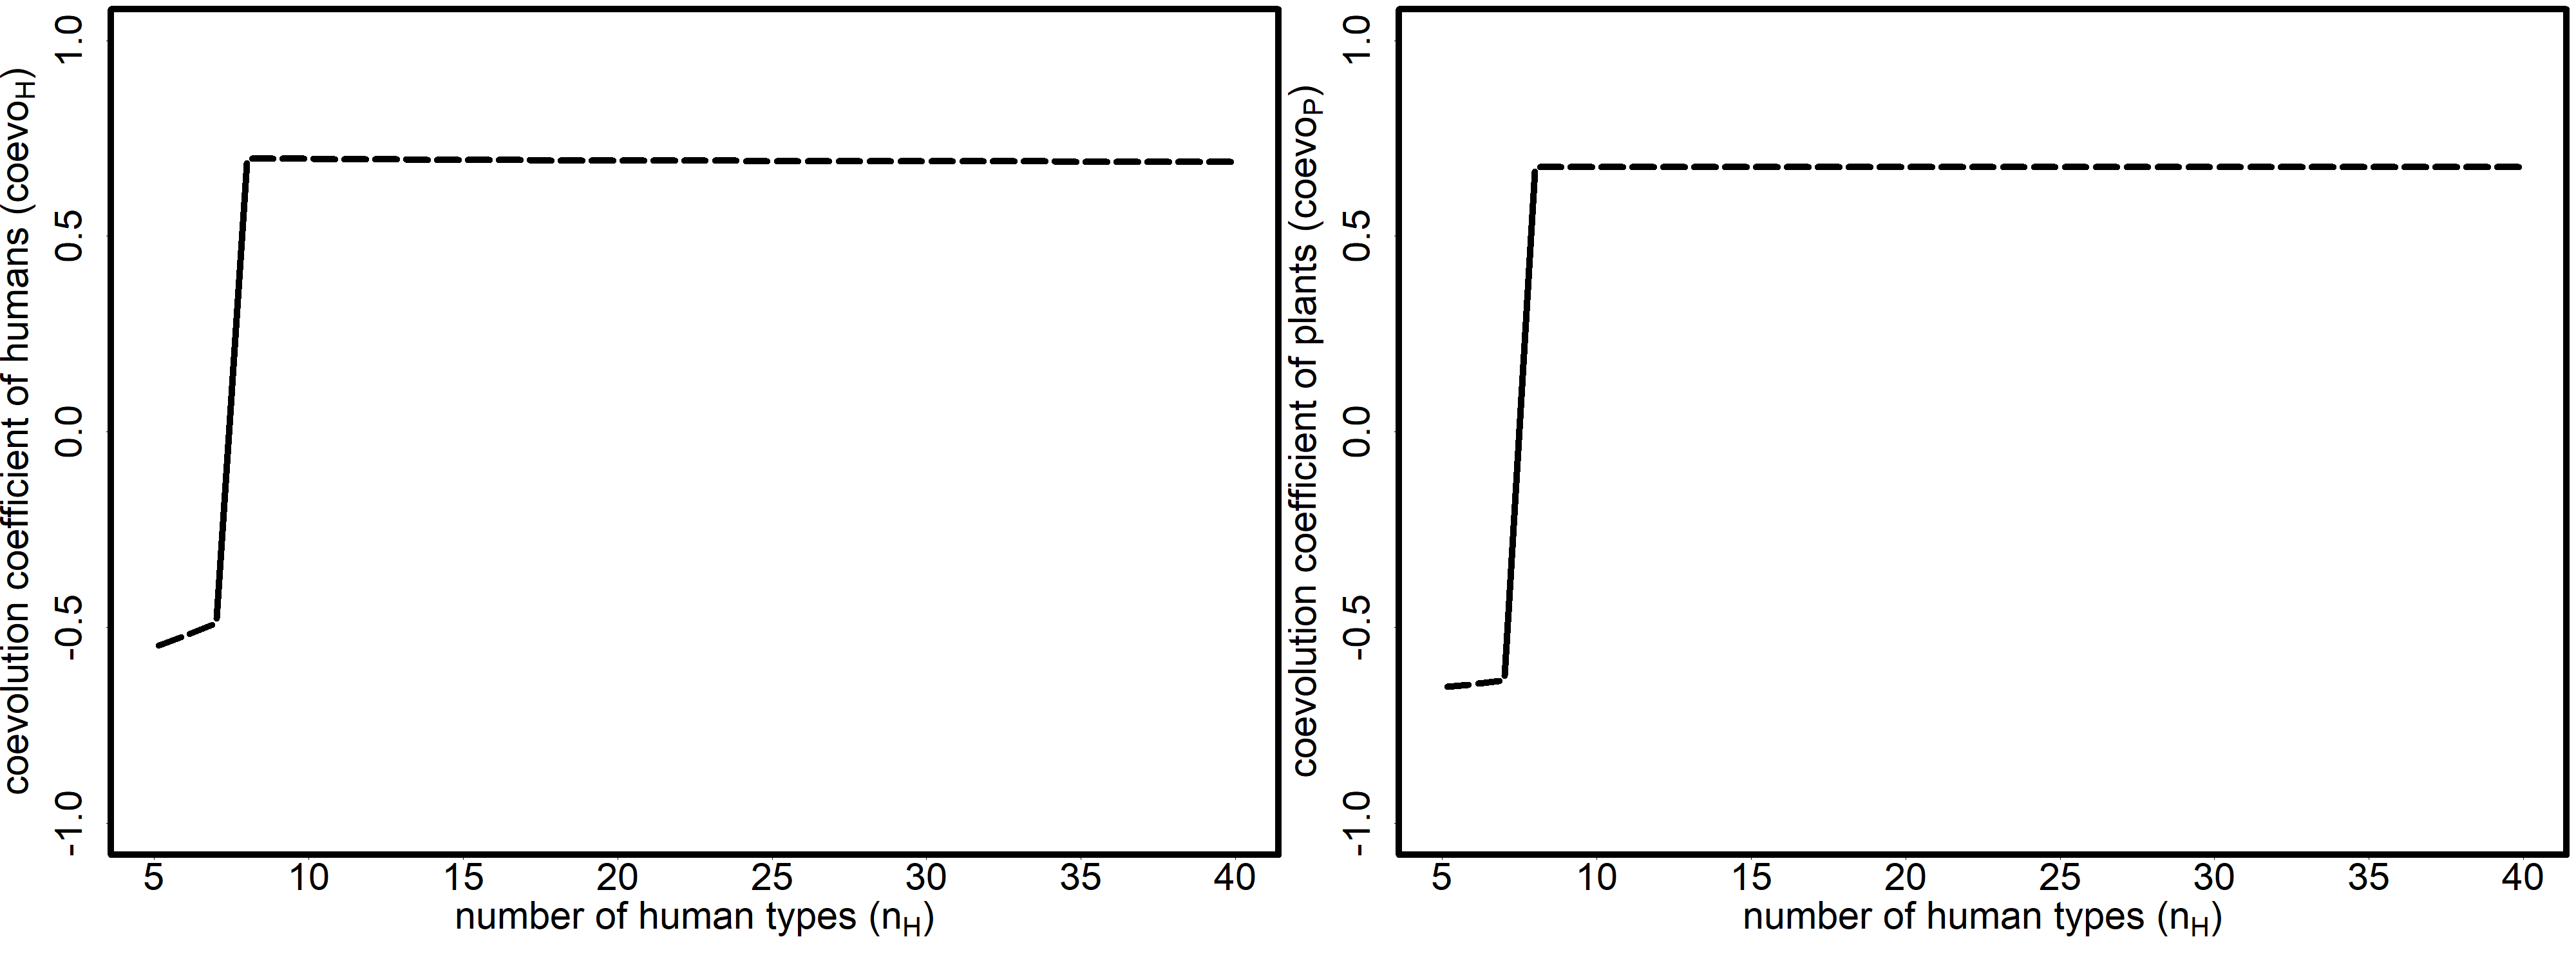 coevolution coefficient of humans (coevoH)
1.0
0.5
0.0
-0.5
-1.0
5 10 15 20 25 30 35 40
number of human types (nH)
coevolution coefficient of plants (coevoP)
1.0
0.5
0.0
-0.5
-1.0
5 10 15 20 25 30 35 40
number of human types (nH)